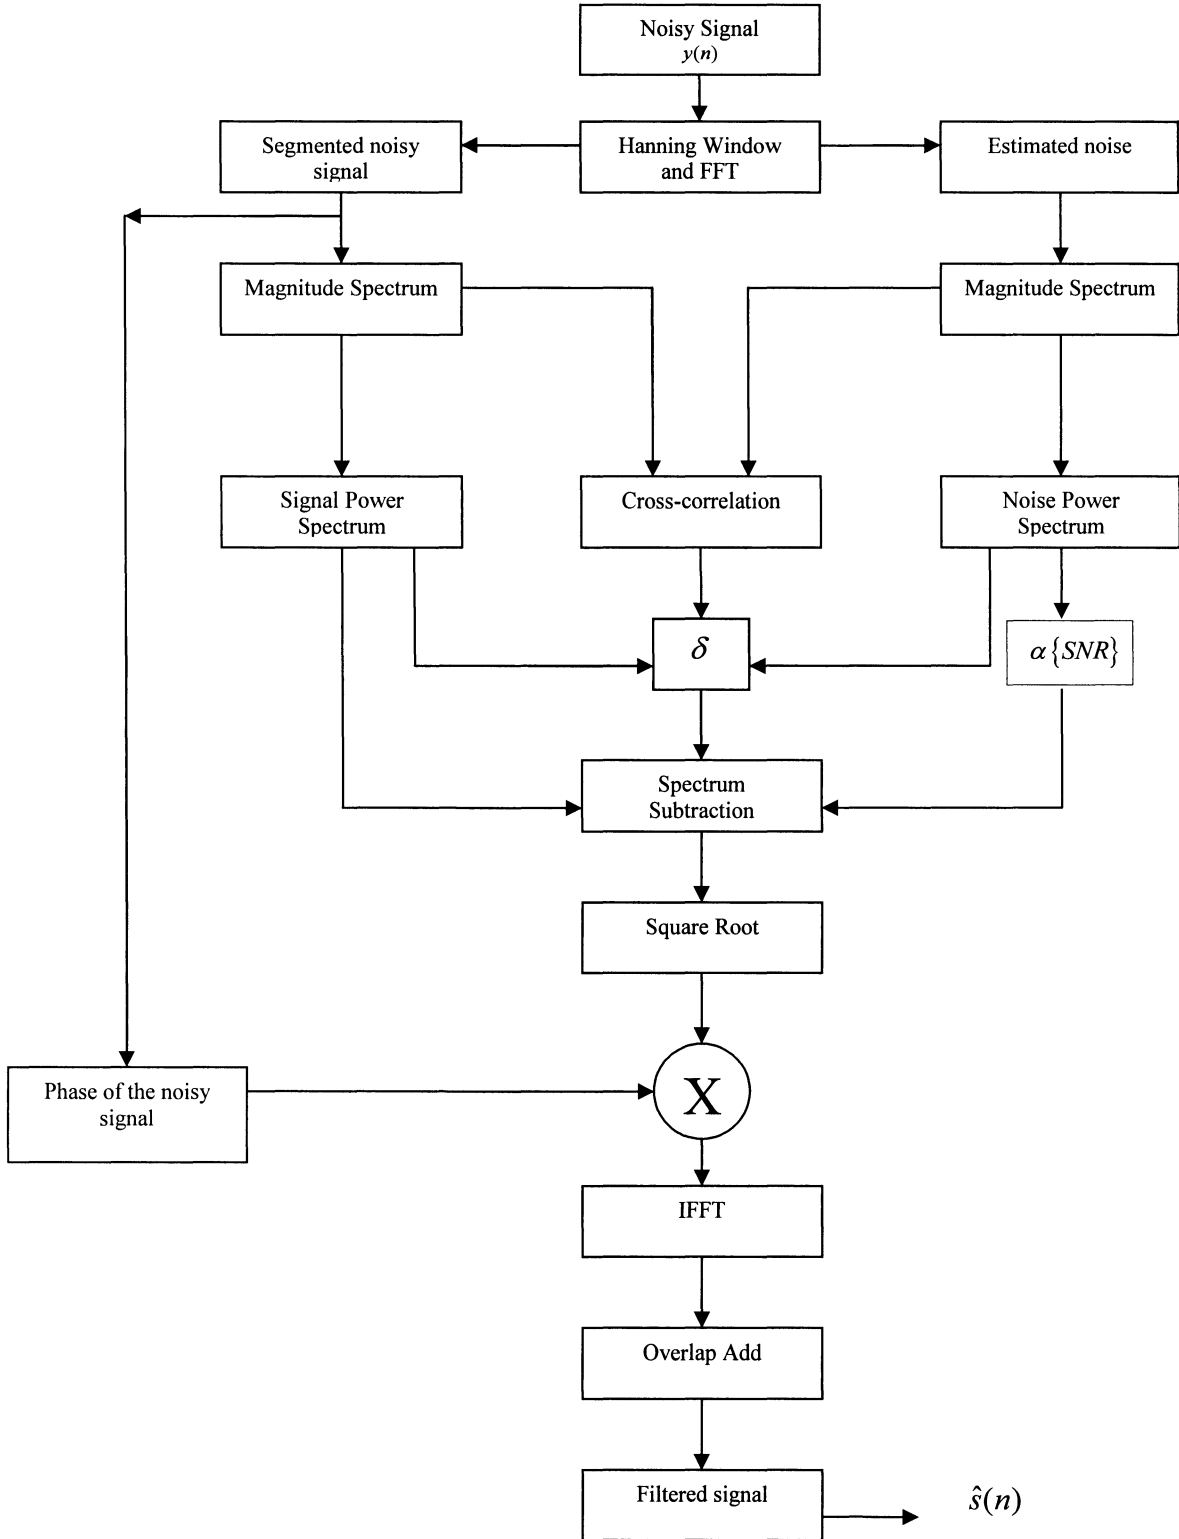 Noisy Signal
y(n)
Segmented noisy
signal
Hanning Window
and FFT
Estimated noise
Magnitude Spectrum
Magnitude Spectrum
Signal Power
Spectrum
Cross-correlation
Noise Power
Spectrum
δ
α{SNR}
Spectrum
Subtraction
Square Root
Phase of the noisy
signal
X
IFFT
Overlap Add
Filtered signal
ŝ(n)